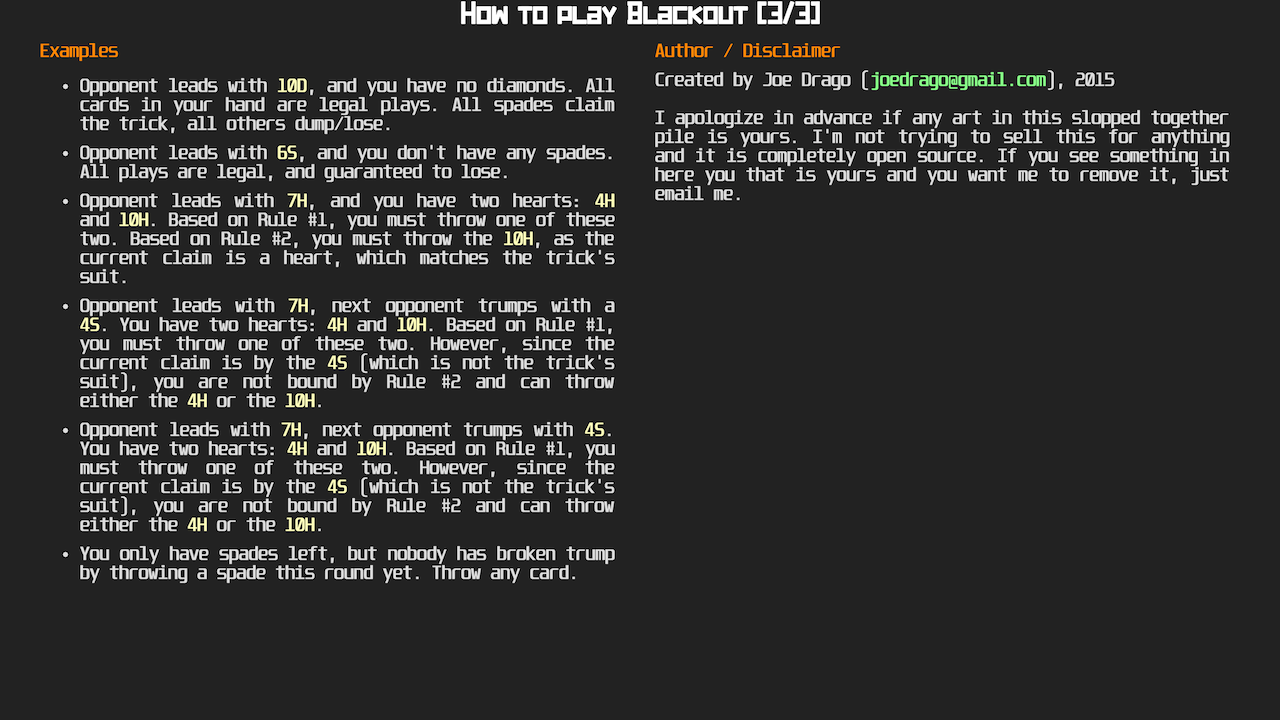 How to play Blackout (3/3)
Examples
• Opponent leads with 10D, and you have no diamonds. All
cards in your hand are legal plays. All spades claim
the trick, all others dump/lose.
• Opponent leads with 6S, and you don't have any spades.
All plays are legal, and guaranteed to lose.
• Opponent leads with 7H, and you have two hearts: 4H
and 10H. Based on Rule #1, you must throw one of these
two. Based on Rule #2, you must throw the 10H, as the
current claim is a heart, which matches the trick's
suit.
• Opponent leads with 7H, next opponent trumps with a
4S. You have two hearts: 4H and 10H. Based on Rule #1,
you must throw one of these two. However, since the
current claim is by the 4S (which is not the trick's
suit), you are not bound by Rule #2 and can throw
either the 4H or the 10H.
• Opponent leads with 7H, next opponent trumps with 4S.
You have two hearts: 4H and 10H. Based on Rule #1, you
must throw one of these two. However, since the
current claim is by the 4S (which is not the trick's
suit), you are not bound by Rule #2 and can throw
either the 4H or the 10H.
• You only have spades left, but nobody has broken trump
by throwing a spade this round yet. Throw any card.
Author / Disclaimer
Created by Joe Drago (joedrago@gmail.com), 2015
I apologize in advance if any art in this slopped together
pile is yours. I'm not trying to sell this for anything
and it is completely open source. If you see something in
here you that is yours and you want me to remove it, just
email me.